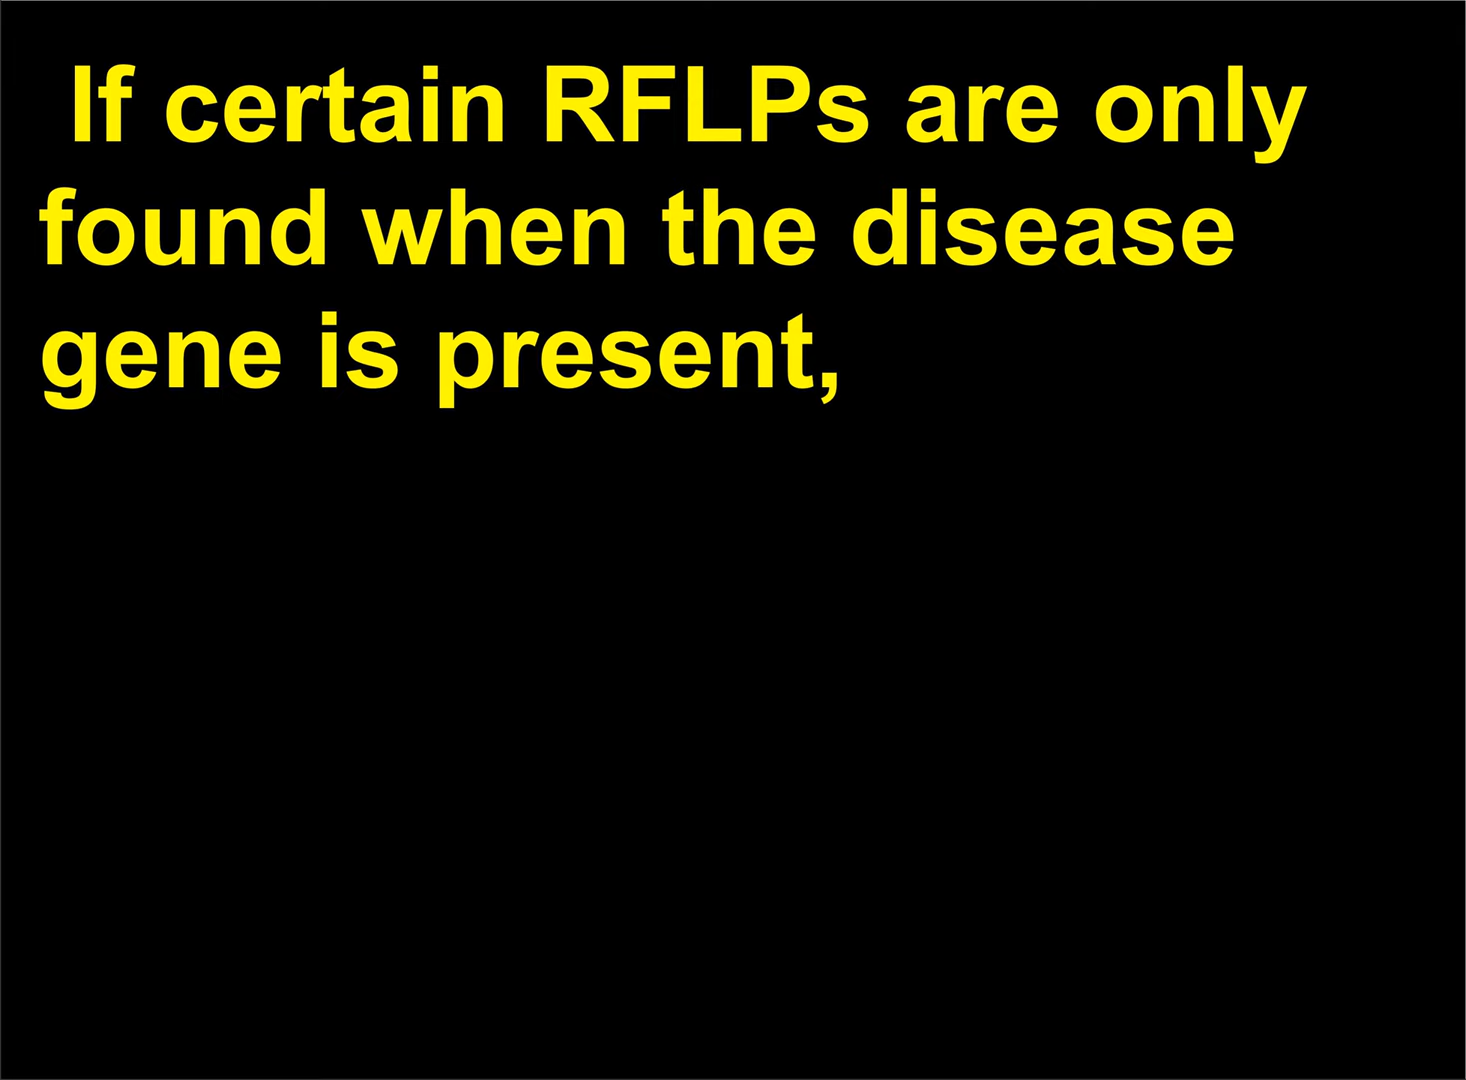 If certain RFLPs are only
found when the disease
gene is present,